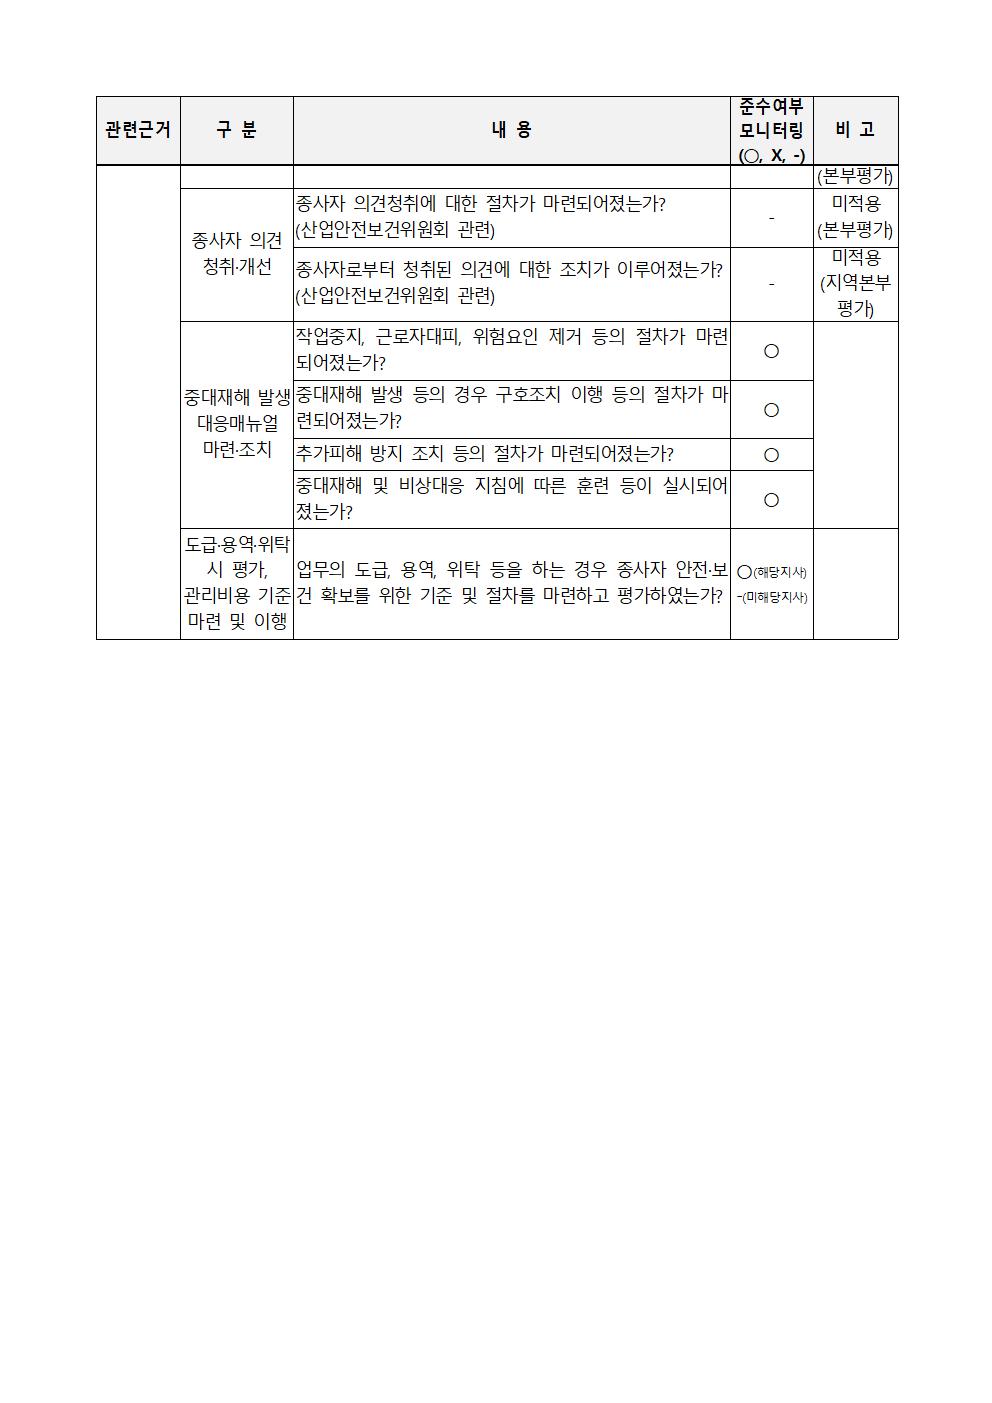 관련근거
구 분
내 용
준수여부
모니터링
(○, X, -)
비 고
(본부평가)
종사자 의견
청취·개선
종사자 의견청취에 대한 절차가 마련되어졌는가?
(산업안전보건위원회 관련)
-
미적용
(본부평가)
종사자로부터 청취된 의견에 대한 조치가 이루어졌는가?
(산업안전보건위원회 관련)
-
미적용
(지역본부
평가)
중대재해 발생
대응매뉴얼
마련·조치
작업중지, 근로자대피, 위험요인 제거 등의 절차가 마련
되어졌는가?
○
중대재해 발생 등의 경우 구호조치 이행 등의 절차가 마
련되어졌는가?
○
추가피해 방지 조치 등의 절차가 마련되어졌는가?
○
중대재해 및 비상대응 지침에 따른 훈련 등이 실시되어
졌는가?
○
도급·용역·위탁
시 평가,
관리비용 기준
마련 및 이행
업무의 도급, 용역, 위탁 등을 하는 경우 종사자 안전·보
건 확보를 위한 기준 및 절차를 마련하고 평가하였는가?
○(해당지사)
-(미해당지사)